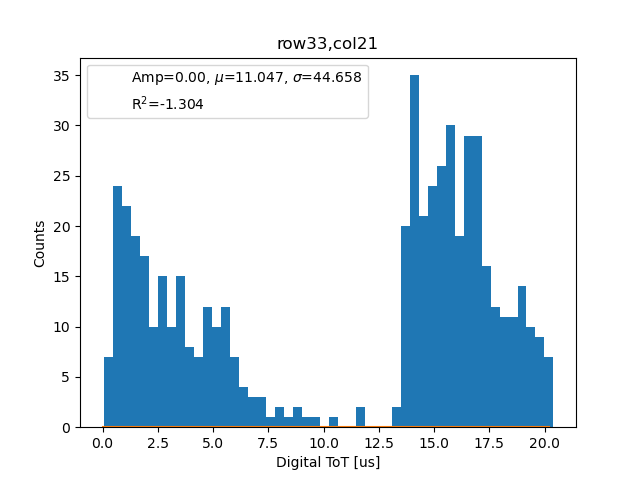 row33,col21
Amp=0.00, μ=11.047, σ=44.658
R²=-1.304
35
30
25
20
15
10
5
0
Counts
0.0 2.5 5.0 7.5 10.0 12.5 15.0 17.5 20.0
Digital ToT [us]